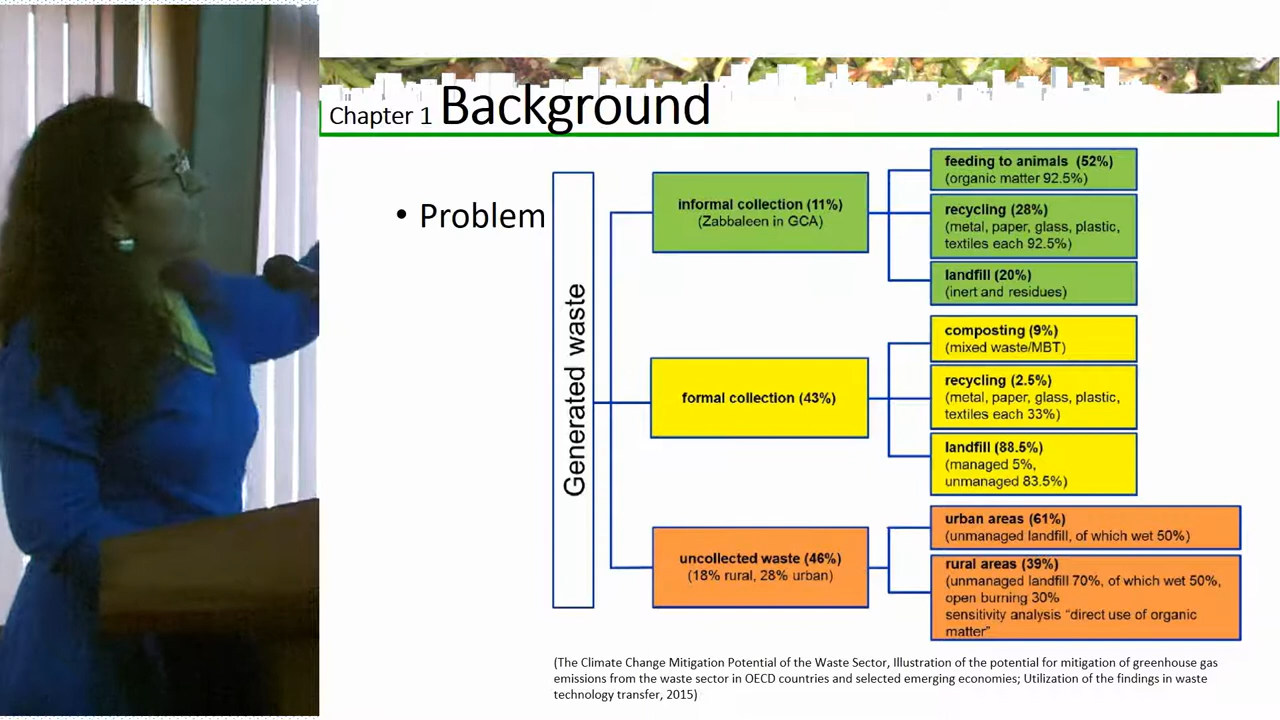 Chapter 1 Background
• Problem
Generated waste
informal collection (11%)
(Zabbaleen in GCA)
feeding to animals (52%)
(organic matter 92.5%)
recycling (28%)
(metal, paper, glass, plastic,
textiles each 92.5%)
landfill (20%)
(inert and residues)
formal collection (43%)
composting (9%)
(mixed waste/MBT)
recycling (2.5%)
(metal, paper, glass, plastic,
textiles each 33%)
landfill (88.5%)
(managed 5%,
unmanaged 83.5%)
uncollected waste (46%)
(18% rural, 28% urban)
urban areas (61%)
(unmanaged landfill, of which wet 50%)
rural areas (39%)
(unmanaged landfill 70%, of which wet 50%,
open burning 30%
sensitivity analysis “direct use of organic
matter”
(The Climate Change Mitigation Potential of the Waste Sector, Illustration of the potential for mitigation of greenhouse gas
emissions from the waste sector in OECD countries and selected emerging economies; Utilization of the findings in waste
technology transfer, 2015)